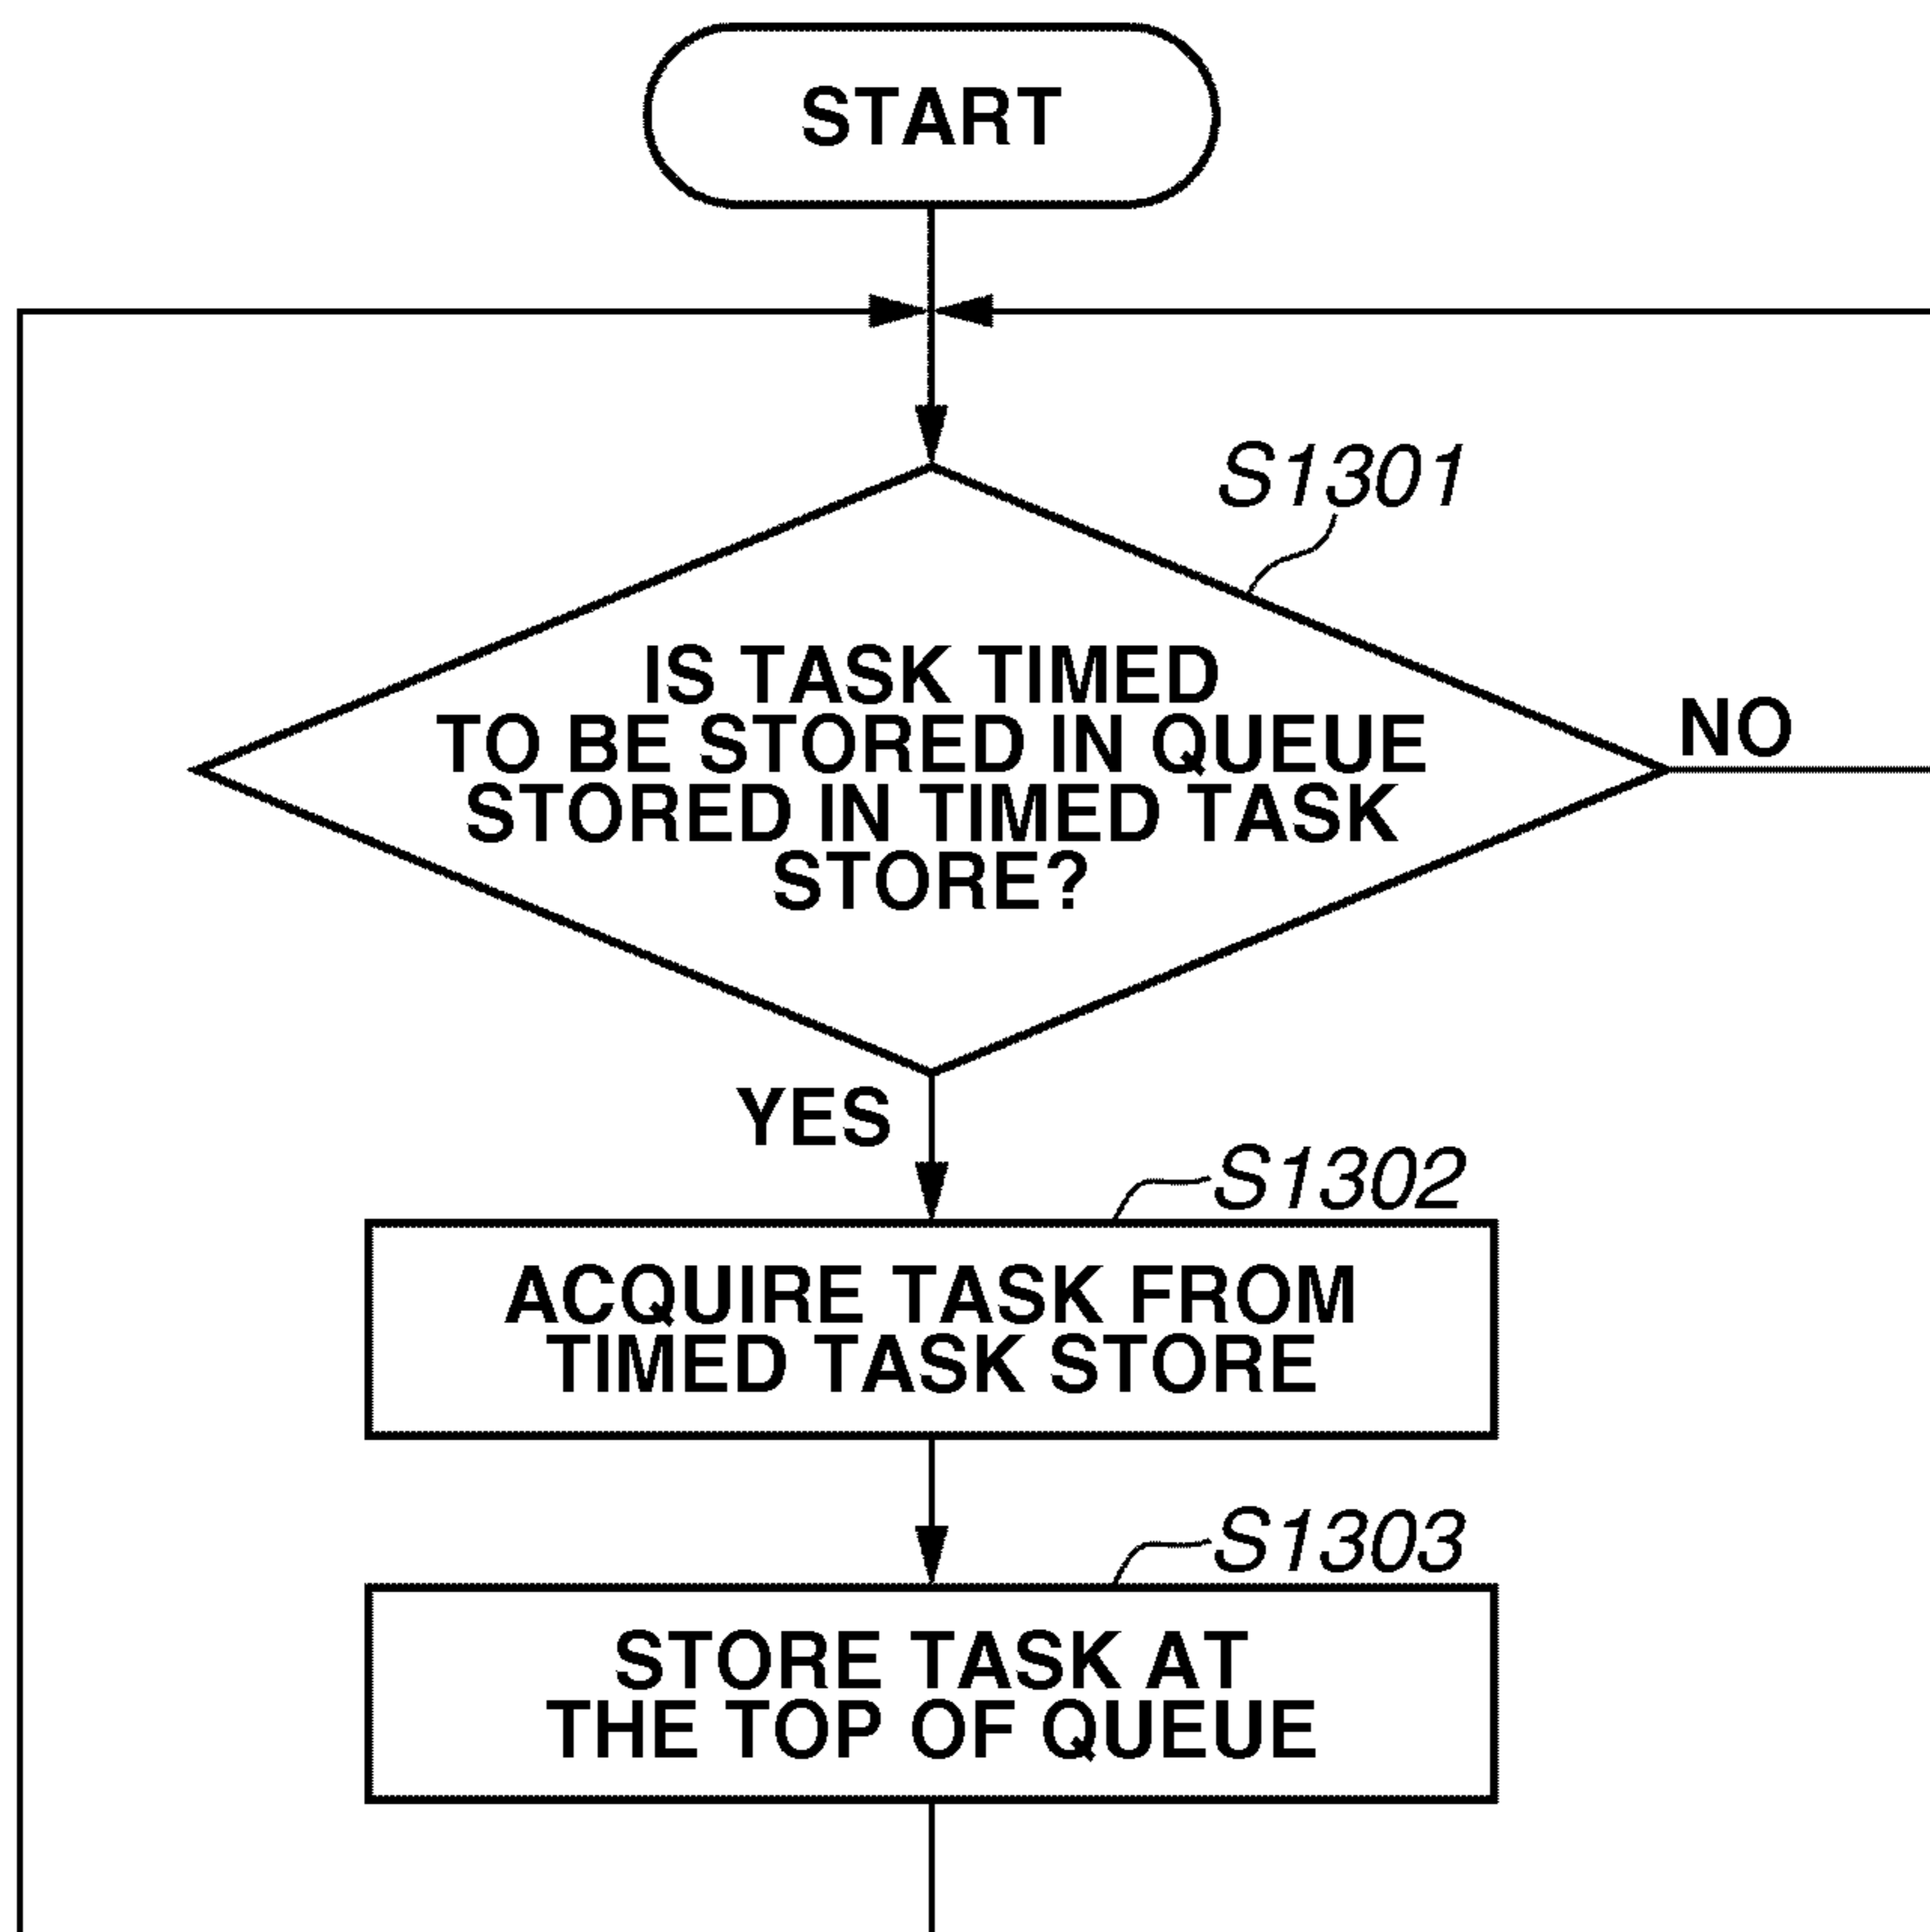 START
S1301
IS TASK TIMED
TO BE STORED IN QUEUE
STORED IN TIMED TASK
STORE?
NO
YES
S1302
ACQUIRE TASK FROM
TIMED TASK STORE
S1303
STORE TASK AT
THE TOP OF QUEUE